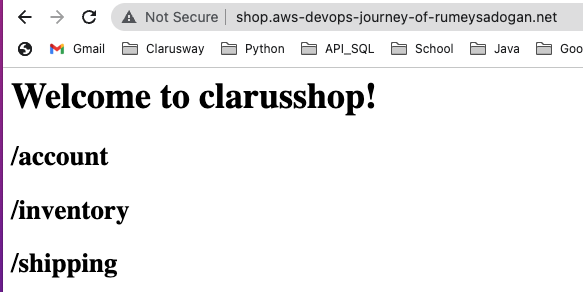 Not Secure shop.aws-devops-journey-of-rumeysadogan.net
Gmail Clarusway Python API_SQL School Java Goo
Welcome to clarusshop!
/account
/inventory
/shipping